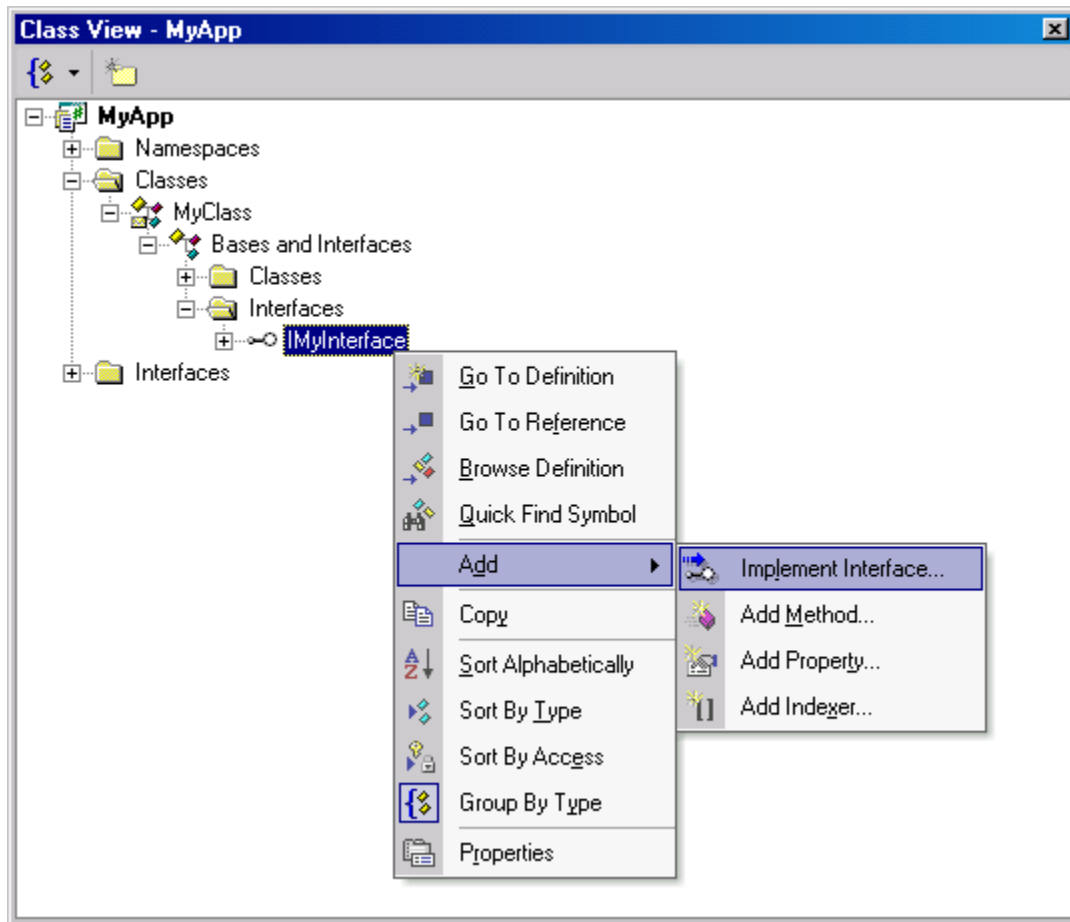 Class View - MyApp
MyApp
Namespaces
Classes
MyClass
Bases and Interfaces
Classes
Interfaces
IMyInterface
Interfaces
Go To Definition
Go To Reference
Browse Definition
Quick Find Symbol
Add
Copy
Sort Alphabetically
Sort By Type
Sort By Access
Group By Type
Properties
Implement Interface...
Add Method...
Add Property...
Add Indexer...